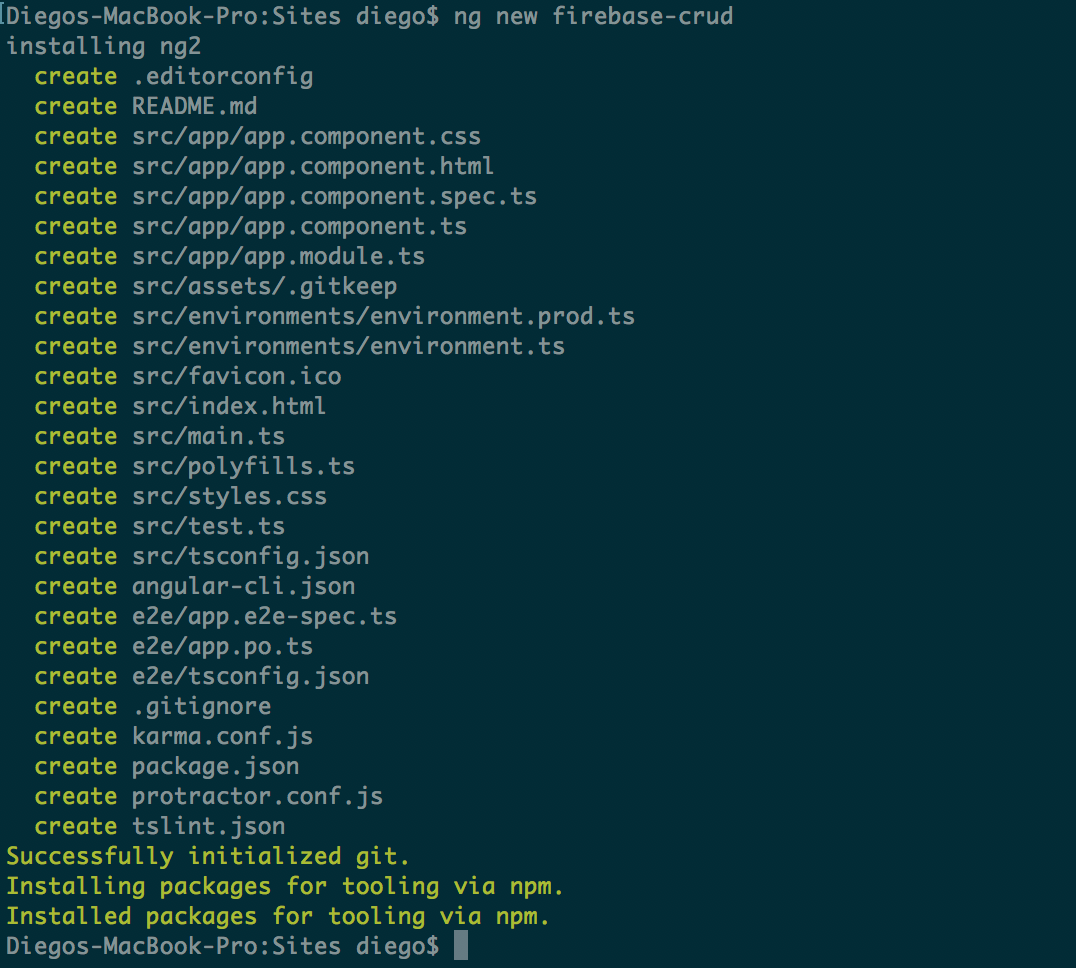 Diegos-MacBook-Pro:Sites diego$ ng new firebase-crud
installing ng2
  create .editorconfig
  create README.md
  create src/app/app.component.css
  create src/app/app.component.html
  create src/app/app.component.spec.ts
  create src/app/app.component.ts
  create src/app/app.module.ts
  create src/assets/.gitkeep
  create src/environments/environment.prod.ts
  create src/environments/environment.ts
  create src/favicon.ico
  create src/index.html
  create src/main.ts
  create src/polyfills.ts
  create src/styles.css
  create src/test.ts
  create src/tsconfig.json
  create angular-cli.json
  create e2e/app.e2e-spec.ts
  create e2e/app.po.ts
  create e2e/tsconfig.json
  create .gitignore
  create karma.conf.js
  create package.json
  create protractor.conf.js
  create tslint.json
Successfully initialized git.
Installing packages for tooling via npm.
Installed packages for tooling via npm.
Diegos-MacBook-Pro:Sites diego$